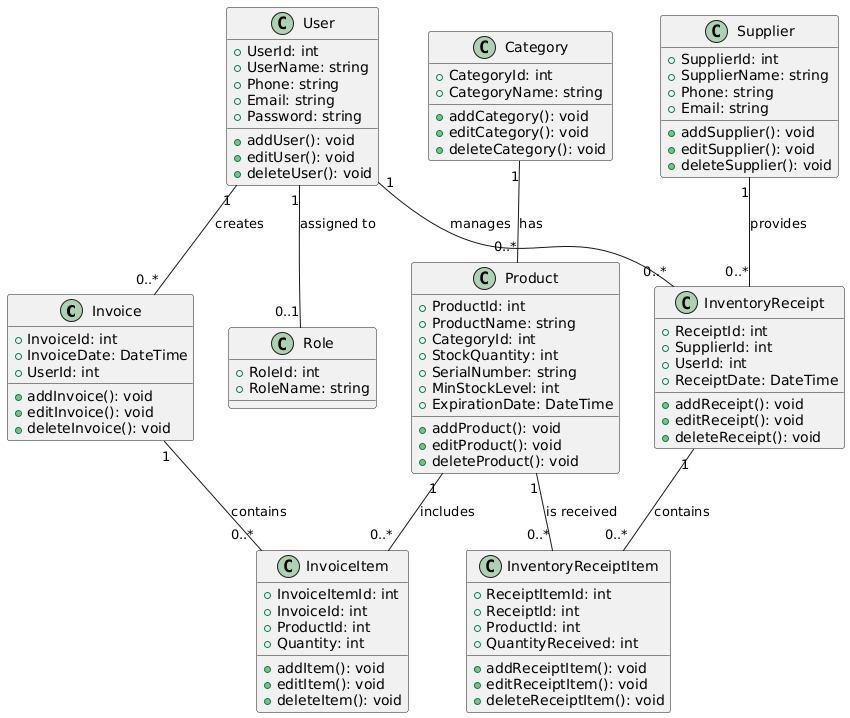 C User
UserId: int
UserName: string
Phone: string
Email: string
Password: string
addUser(): void
editUser(): void
deleteUser(): void
C Category
CategoryId: int
CategoryName: string
addCategory(): void
editCategory(): void
deleteCategory(): void
C Supplier
SupplierId: int
SupplierName: string
Phone: string
Email: string
addSupplier(): void
editSupplier(): void
deleteSupplier(): void
1
creates
0..*
1
assigned to
0..1
1
manages
0..*
1
has
0..*
1
provides
0..*
C Invoice
InvoiceId: int
InvoiceDate: DateTime
UserId: int
addInvoice(): void
editInvoice(): void
deleteInvoice(): void
C Role
RoleId: int
RoleName: string
C Product
ProductId: int
ProductName: string
CategoryId: int
StockQuantity: int
SerialNumber: string
MinStockLevel: int
ExpirationDate: DateTime
addProduct(): void
editProduct(): void
deleteProduct(): void
C InventoryReceipt
ReceiptId: int
SupplierId: int
UserId: int
ReceiptDate: DateTime
addReceipt(): void
editReceipt(): void
deleteReceipt(): void
1
contains
0..*
1
includes
0..*
1
is received
0..*
1
contains
0..*
C InvoiceItem
InvoiceItemId: int
InvoiceId: int
ProductId: int
Quantity: int
addItem(): void
editItem(): void
deleteItem(): void
C InventoryReceiptItem
ReceiptItemId: int
ReceiptId: int
ProductId: int
QuantityReceived: int
addReceiptItem(): void
editReceiptItem(): void
deleteReceiptItem(): void